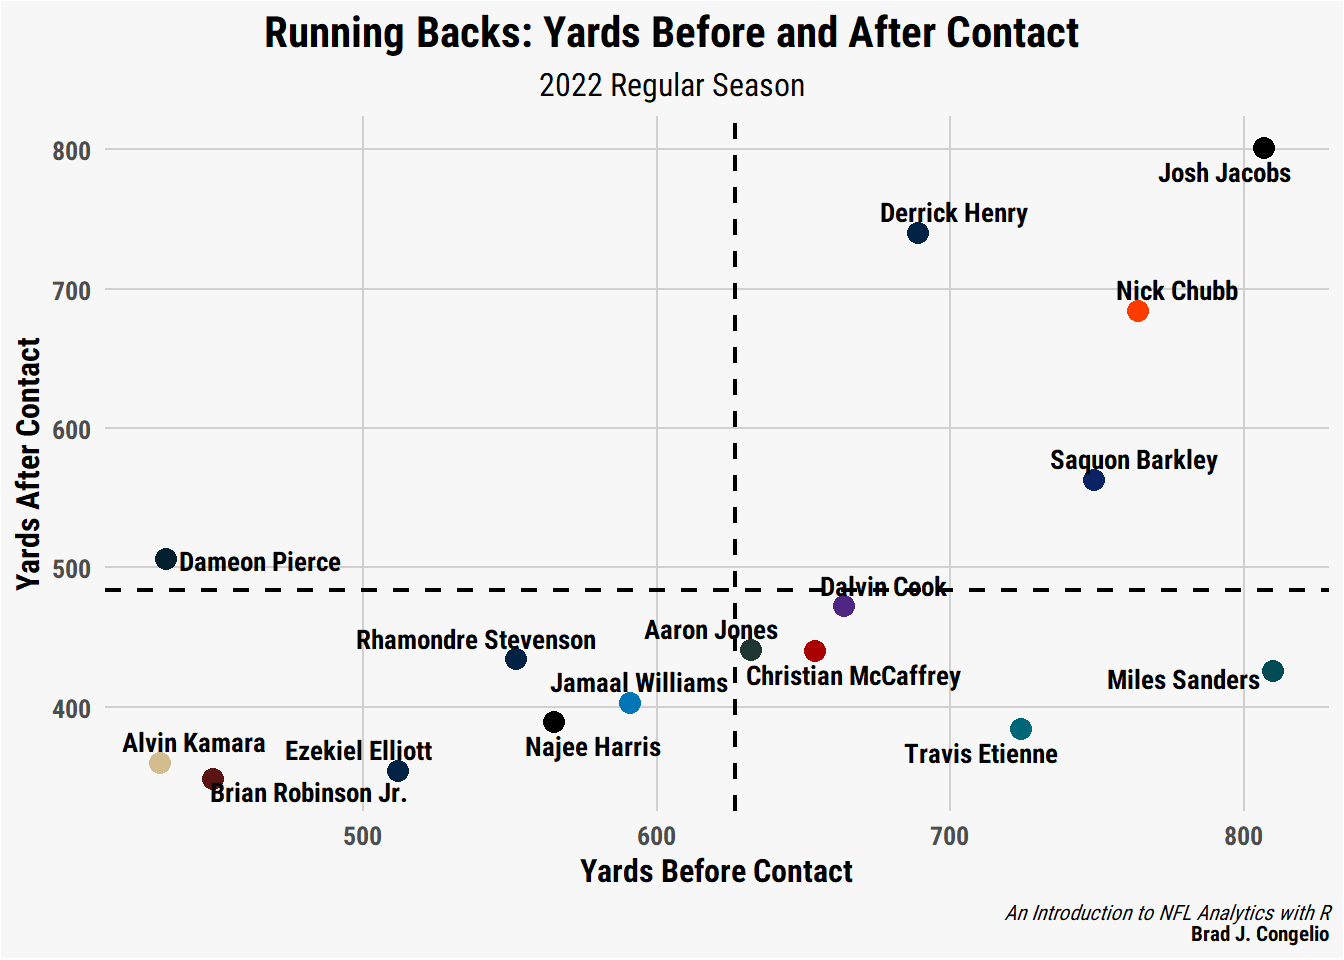 Running Backs: Yards Before and After Contact
2022 Regular Season
Yards After Contact
800
700
600
500
400
Josh Jacobs
Derrick Henry
Nick Chubb
Saquon Barkley
Dameon Pierce
Dalvin Cook
Aaron Jones
Rhamondre Stevenson
Christian McCaffrey
Miles Sanders
Jamaal Williams
Najee Harris
Travis Etienne
Alvin Kamara
Ezekiel Elliott
Brian Robinson Jr.
500
600
700
800
Yards Before Contact
An Introduction to NFL Analytics with R
Brad J. Congelio